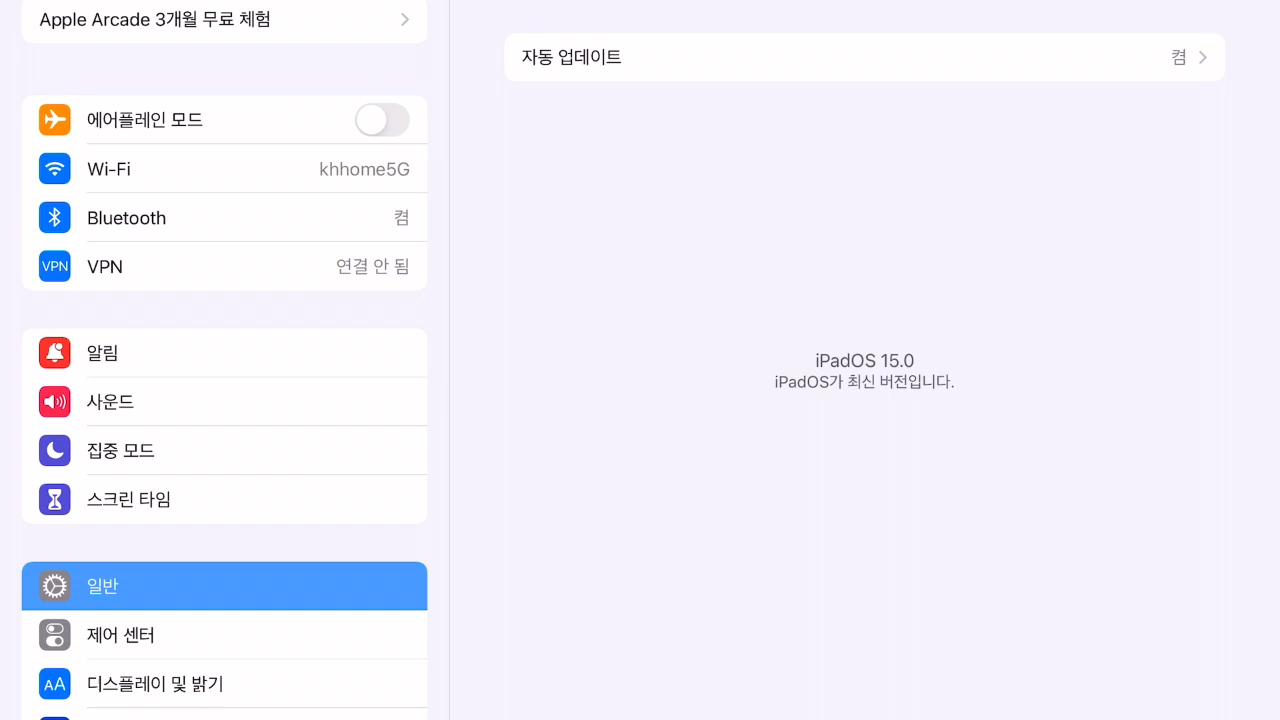 Apple Arcade 3개월 무료 체험
에어플레인 모드
Wi-Fi khhome5G
Bluetooth 켬
VPN VPN 연결 안 됨
알림
사운드
집중 모드
스크린 타임
일반
제어 센터
AA 디스플레이 및 밝기
자동 업데이트 켬
iPadOS 15.0
iPadOS가 최신 버전입니다.